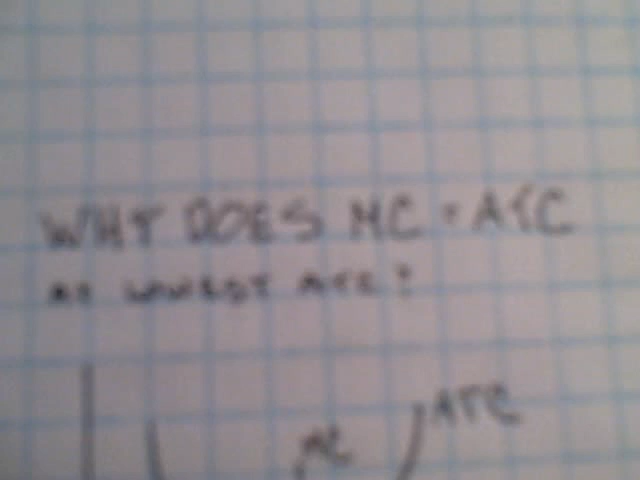 WHY DOES MC = ATC
AT LOWEST ATC?
ATC
MC